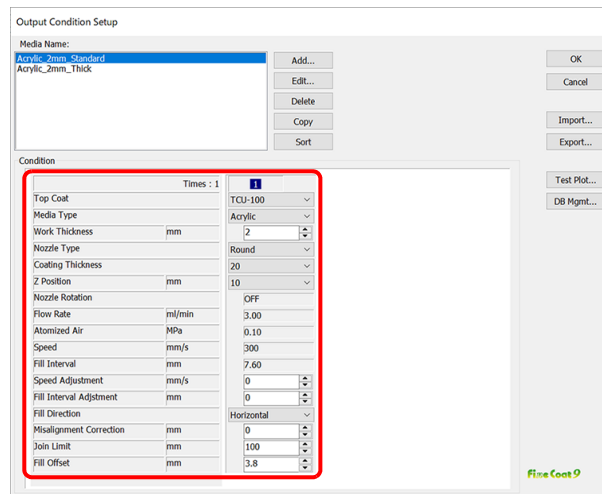 Output Condition Setup
Media Name:
Acrylic_2mm_Standard
Acrylic_2mm_Thick
Add...
Edit...
Delete
Copy
Sort
OK
Cancel
Import...
Export...
Test Plot...
DB Mgmt...
Condition
Times : 1 1
Top Coat TCU-100
Media Type Acrylic
Work Thickness mm 2
Nozzle Type Round
Coating Thickness 20
Z Position mm 10
Nozzle Rotation OFF
Flow Rate ml/min 3.00
Atomized Air MPa 0.10
Speed mm/s 300
Fill Interval mm 7.60
Speed Adjustment mm/s 0
Fill Interval Adjstment mm 0
Fill Direction Horizontal
Misalignment Correction mm 0
Join Limit mm 100
Fill Offset mm 3.8
Fine Coat 9